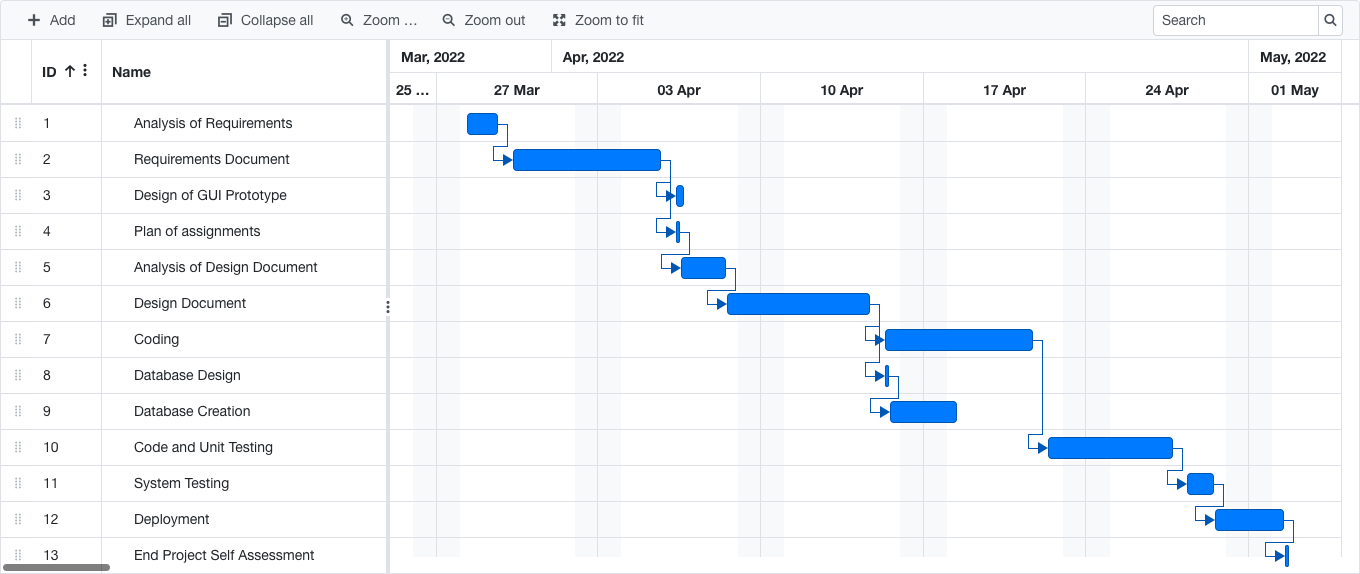 Add Expand all Collapse all Zoom ... Zoom out Zoom to fit Search
ID Name Mar, 2022 Apr, 2022 May, 2022
25 ... 27 Mar 03 Apr 10 Apr 17 Apr 24 Apr 01 May
1 Analysis of Requirements
2 Requirements Document
3 Design of GUI Prototype
4 Plan of assignments
5 Analysis of Design Document
6 Design Document
7 Coding
8 Database Design
9 Database Creation
10 Code and Unit Testing
11 System Testing
12 Deployment
13 End Project Self Assessment